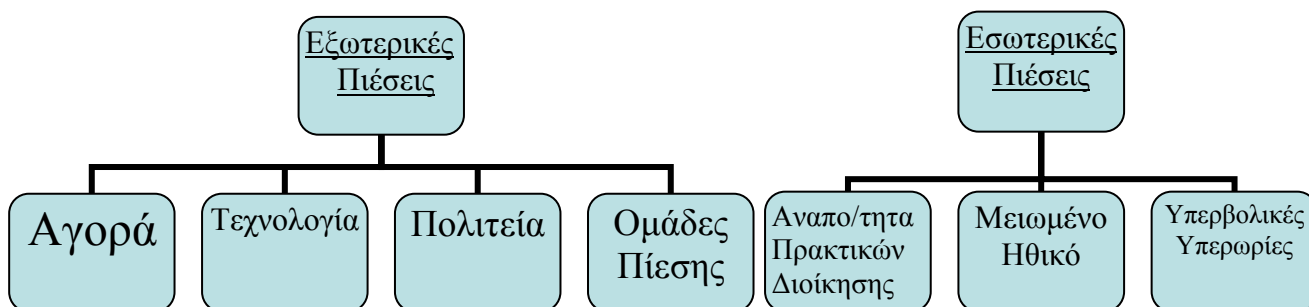 Εξωτερικές
Πιέσεις
Εσωτερικές
Πιέσεις
Αγορά
Τεχνολογία
Πολιτεία
Ομάδες
Πίεσης
Αναπο/τητα
Πρακτικών
Διοίκησης
Μειωμένο
Ηθικό
Υπερβολικές
Υπερωρίες